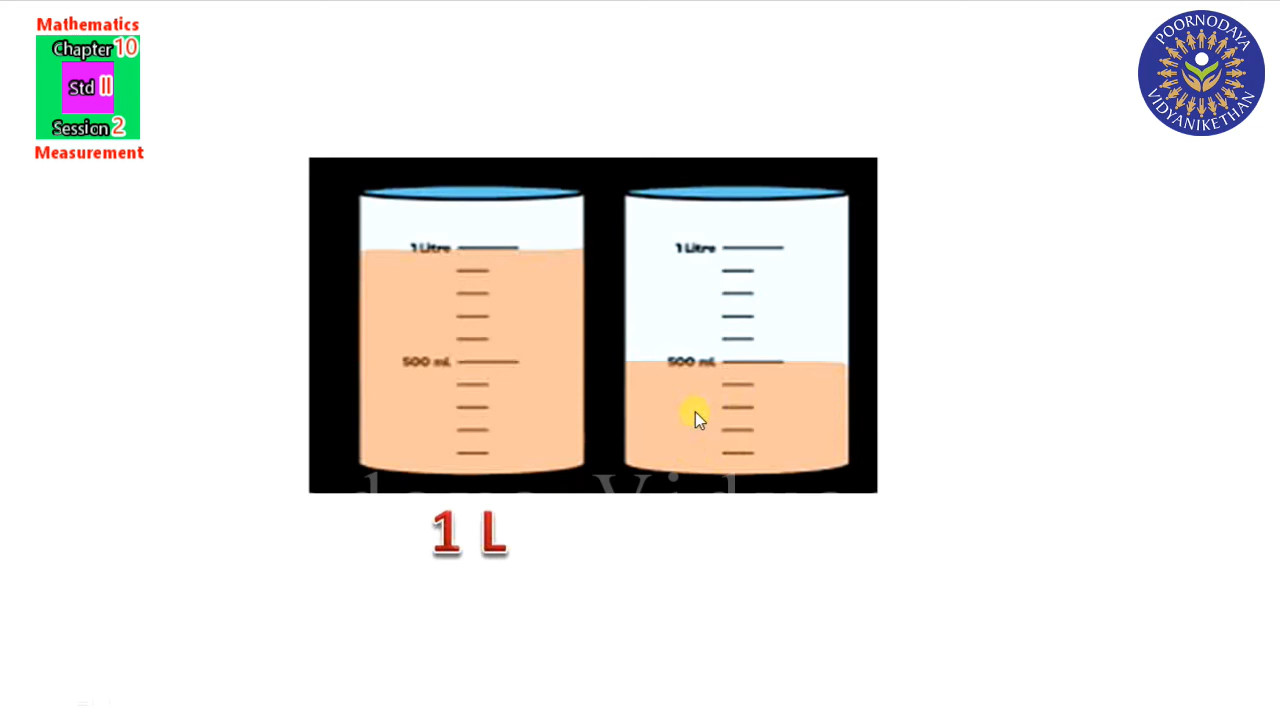 Mathematics
Chapter 10
Std II
Session 2
Measurement
POORNODAYA
VIDYANIKETHAN
1 Litre
500 mL
1 Litre
500 mL
1 L